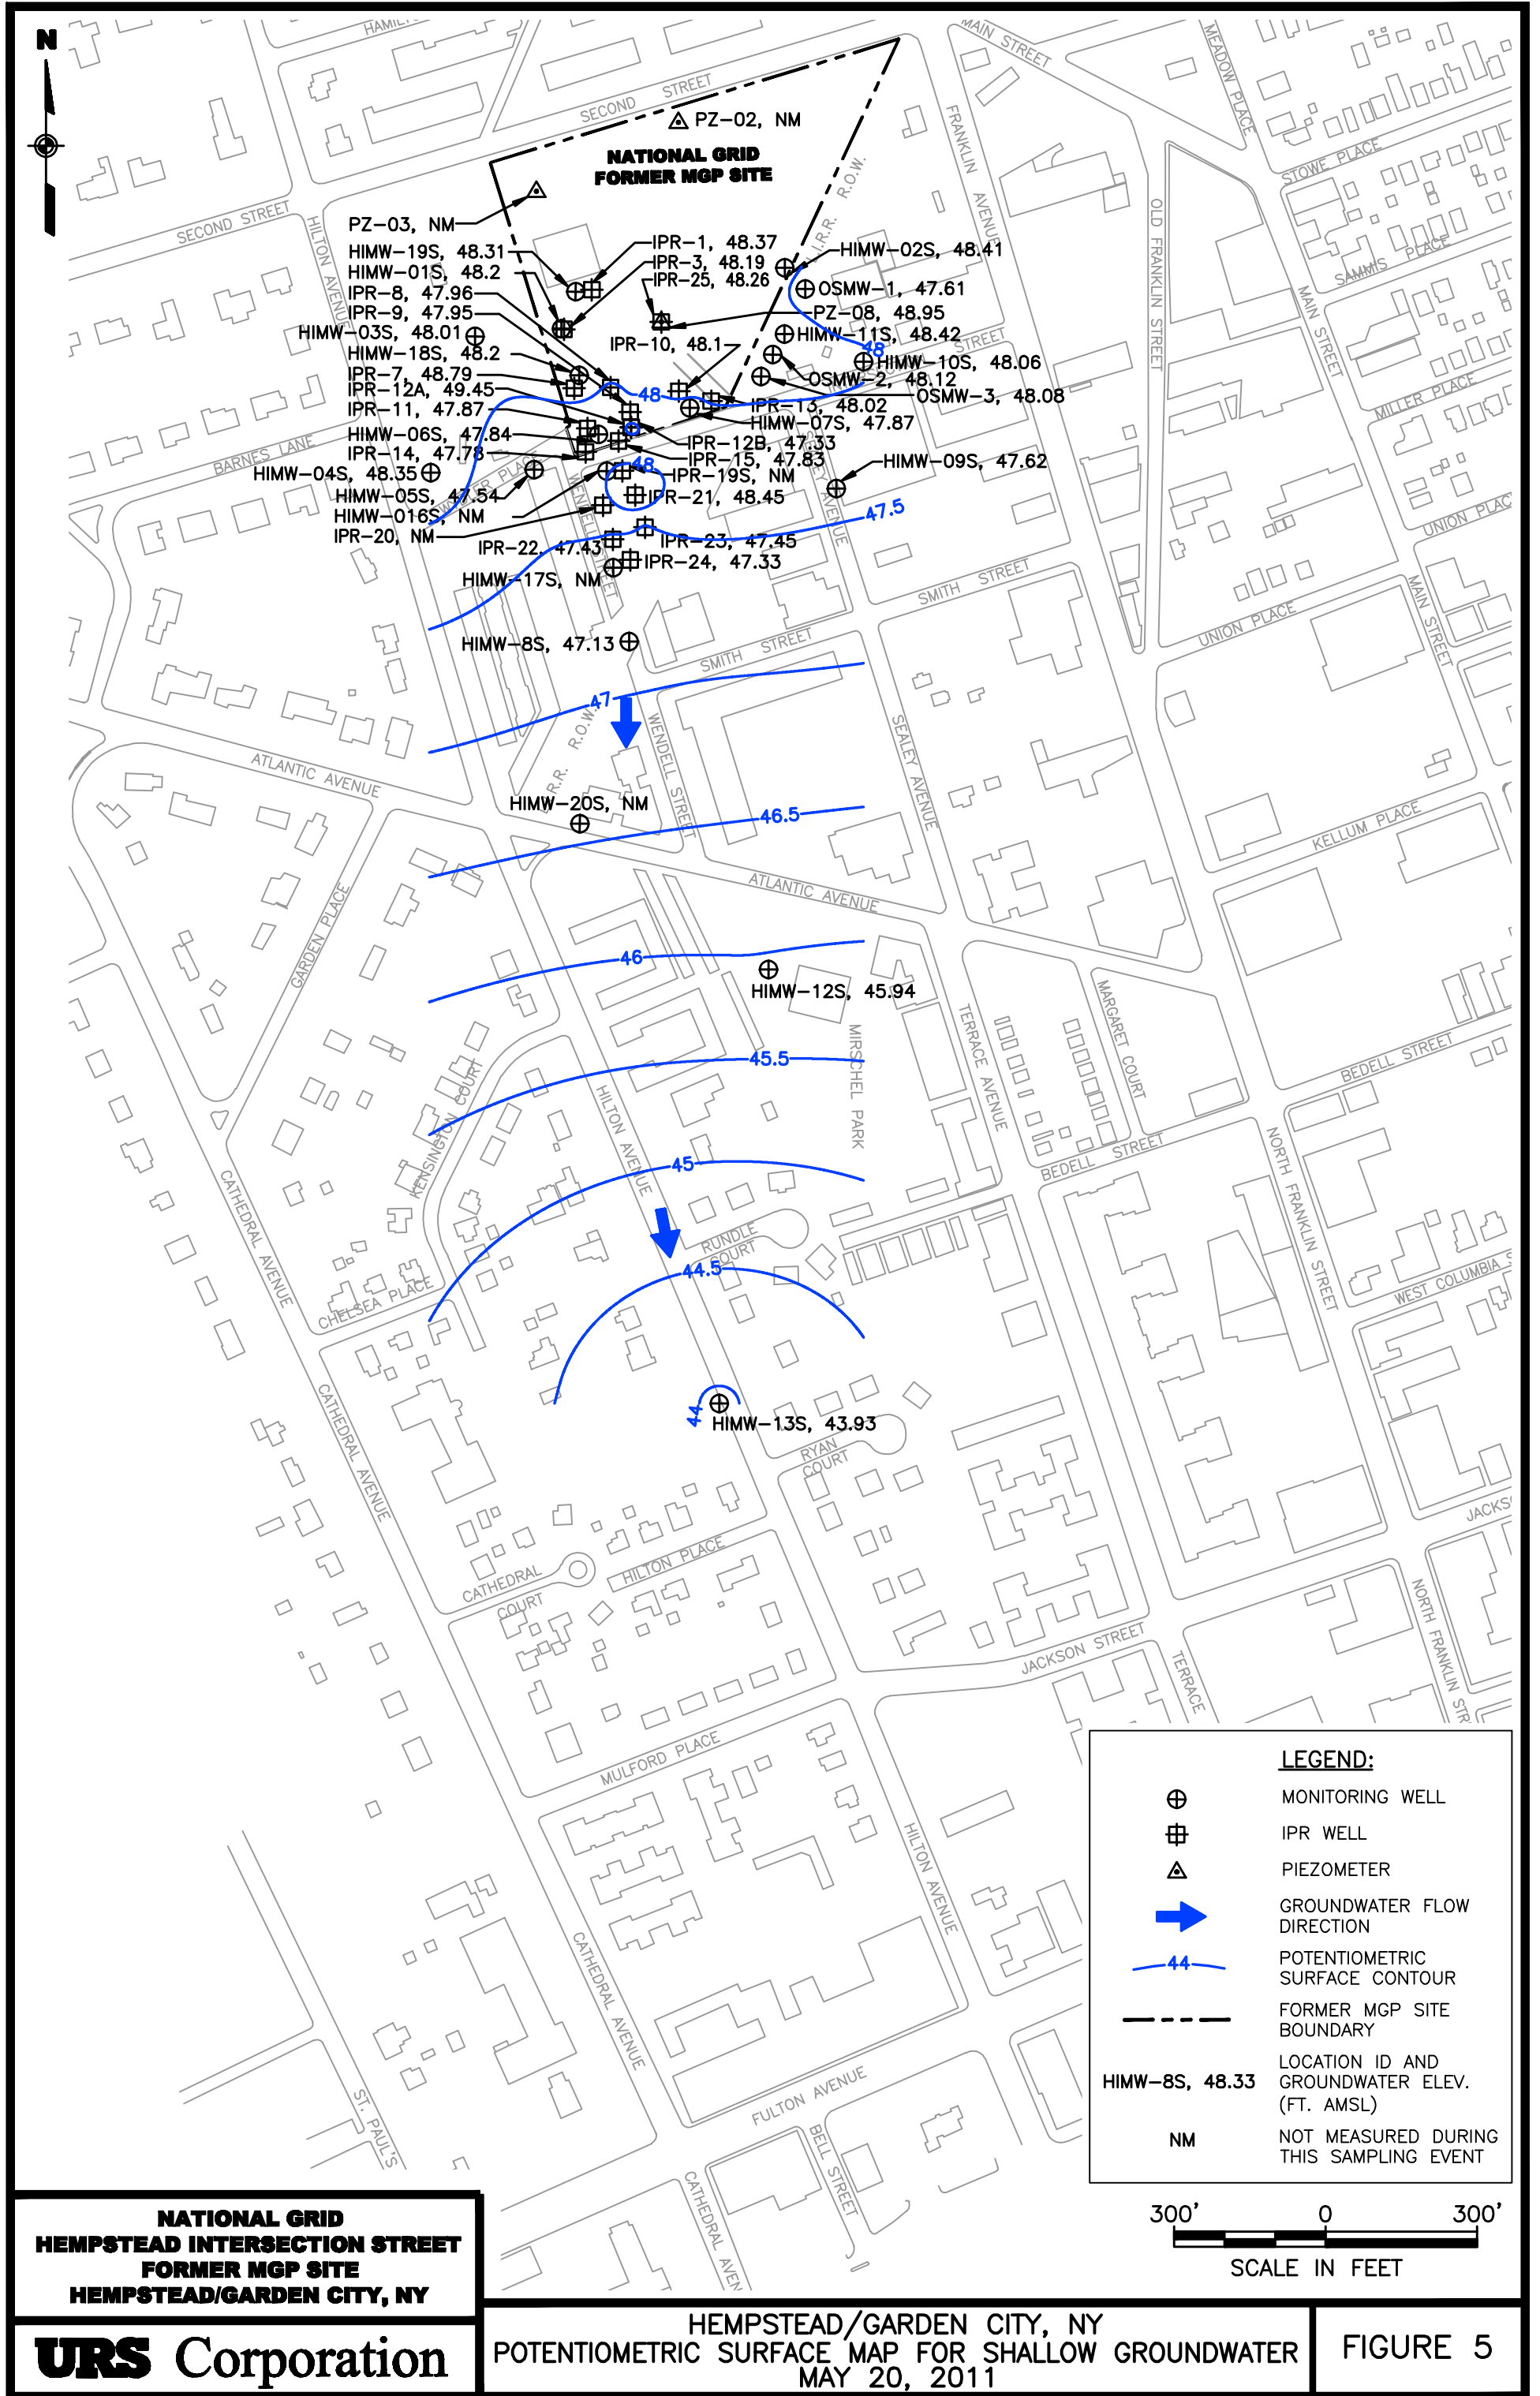 N
HAMIL
MAIN STREET
MEADOW PLACE
SECOND STREET
PZ-02, NM
NATIONAL GRID
FORMER MGP SITE
FRANKLIN AVENUE
STOWE PLACE
PZ-03, NM
SECOND STREET
HILTON AVENUE
L.I.R.R. R.O.W.
OLD FRANKLIN STREET
SAMMIS PLACE
MAIN STREET
HIMW-19S, 48.31
HIMW-01S, 48.2
IPR-8, 47.96
IPR-9, 47.95
HIMW-03S, 48.01
HIMW-18S, 48.2
IPR-7, 48.79
IPR-12A, 49.45
IPR-11, 47.87
HIMW-06S, 47.84
IPR-14, 47.78
HIMW-04S, 48.35
HIMW-05S, 47.54
HIMW-016S, NM
IPR-20, NM
IPR-1, 48.37
IPR-3, 48.19
IPR-25, 48.26
HIMW-02S, 48.41
OSMW-1, 47.61
PZ-08, 48.95
HIMW-11S, 48.42
IPR-10, 48.1
48
HIMW-10S, 48.06
OSMW-2, 48.12
OSMW-3, 48.08
48
IPR-13, 48.02
HIMW-07S, 47.87
IPR-12B, 47.33
IPR-15, 47.83
HIMW-09S, 47.62
48
IPR-19S, NM
IPR-21, 48.45
47.5
IPR-22, 47.43
IPR-23, 47.45
IPR-24, 47.33
HIMW-17S, NM
HIMW-8S, 47.13
BARNES LANE
WENDELL STREET
SEALEY AVENUE
MILLER PLACE
UNION PLAC
SMITH STREET
UNION PLACE
MAIN STREET
SMITH STREET
47
R.R. R.O.W.
WENDELL STREET
SEALEY AVENUE
ATLANTIC AVENUE
HIMW-20S, NM
46.5
KELLUM PLACE
ATLANTIC AVENUE
GARDEN PLACE
46
HIMW-12S, 45.94
MIRSCHEL PARK
TERRACE AVENUE
MARGARET COURT
BEDELL STREET
45.5
KENSINGTON COURT
HILTON AVENUE
BEDELL STREET
NORTH FRANKLIN STREET
45
CATHEDRAL AVENUE
RUNDLE
COURT
44.5
CHELSEA PLACE
WEST COLUMBIA S
44
HIMW-13S, 43.93
CATHEDRAL AVENUE
RYAN
COURT
JACKS
CATHEDRAL
COURT
HILTON PLACE
NORTH FRANKLIN STR
JACKSON STREET
TERRACE
MULFORD PLACE
HILTON AVENUE
CATHEDRAL AVENUE
FULTON AVENUE
ST. PAUL'S
BELL STREET
CATHEDRAL AVEN
LEGEND:
MONITORING WELL
IPR WELL
PIEZOMETER
GROUNDWATER FLOW
DIRECTION
44
POTENTIOMETRIC
SURFACE CONTOUR
FORMER MGP SITE
BOUNDARY
HIMW-8S, 48.33
LOCATION ID AND
GROUNDWATER ELEV.
(FT. AMSL)
NM
NOT MEASURED DURING
THIS SAMPLING EVENT
300' 0 300'
SCALE IN FEET
NATIONAL GRID
HEMPSTEAD INTERSECTION STREET
FORMER MGP SITE
HEMPSTEAD/GARDEN CITY, NY
URS Corporation
HEMPSTEAD/GARDEN CITY, NY
POTENTIOMETRIC SURFACE MAP FOR SHALLOW GROUNDWATER
MAY 20, 2011
FIGURE 5